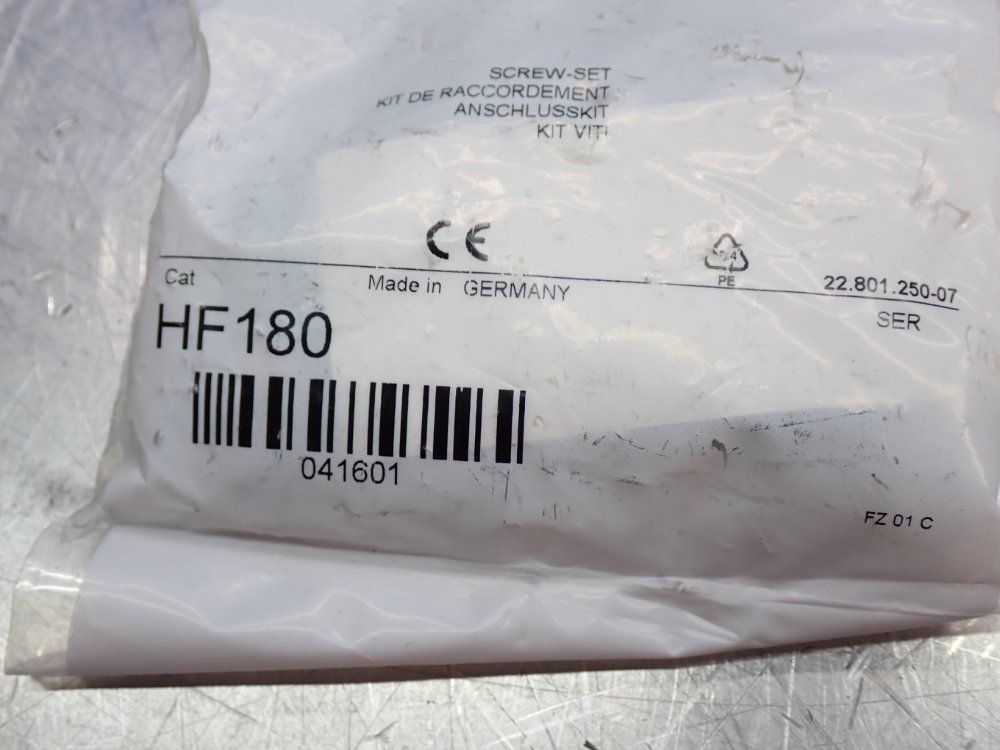 SCREW-SET
KIT DE RACCORDEMENT
ANSCHLUSSKIT
KIT VITI
CE
PE
Cat
Made in GERMANY
22.801.250-07
HF180
SER
041601
FZ 01 C